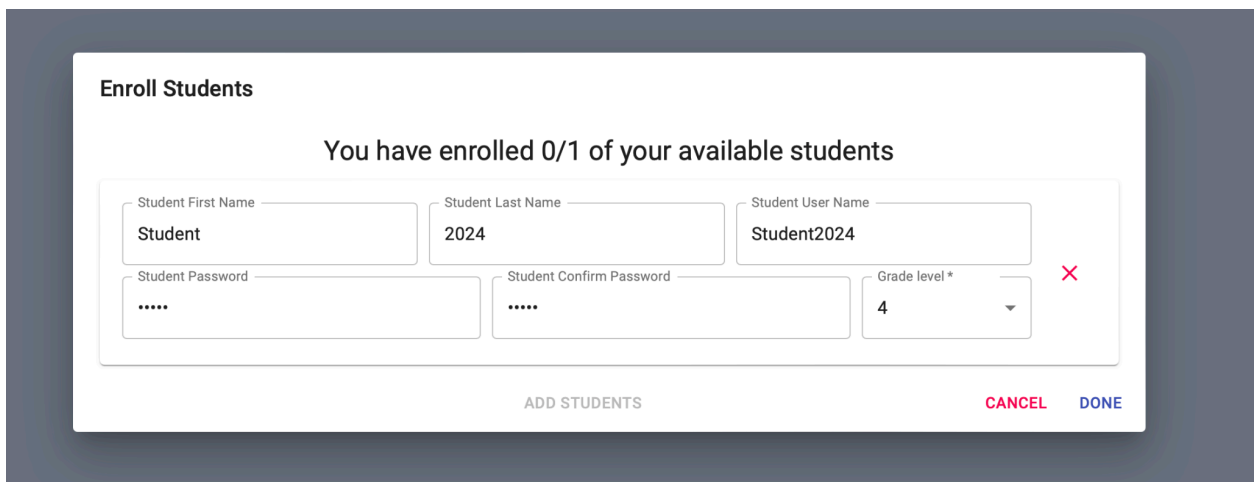 Enroll Students
You have enrolled 0/1 of your available students
Student First Name Student Last Name Student User Name
Student 2024 Student2024
Student Password Student Confirm Password Grade level *
••••• ••••• 4
ADD STUDENTS CANCEL DONE